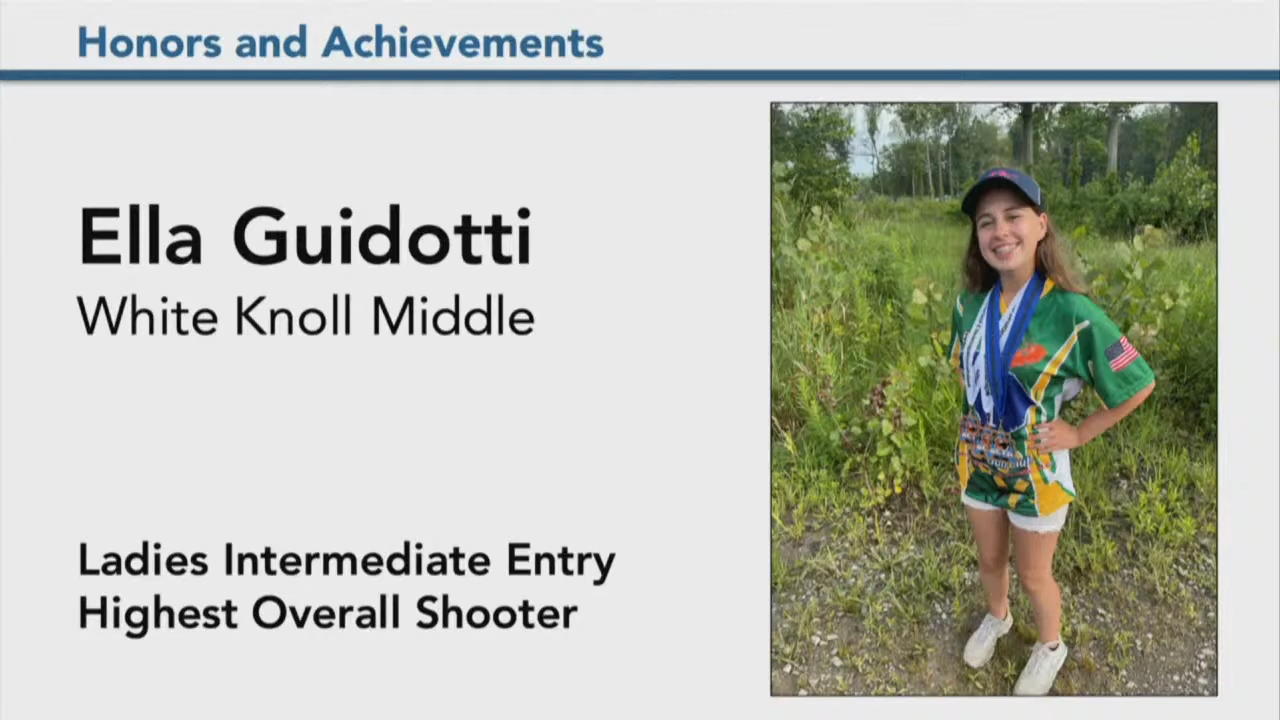 Honors and Achievements
Ella Guidotti
White Knoll Middle
Ladies Intermediate Entry
Highest Overall Shooter